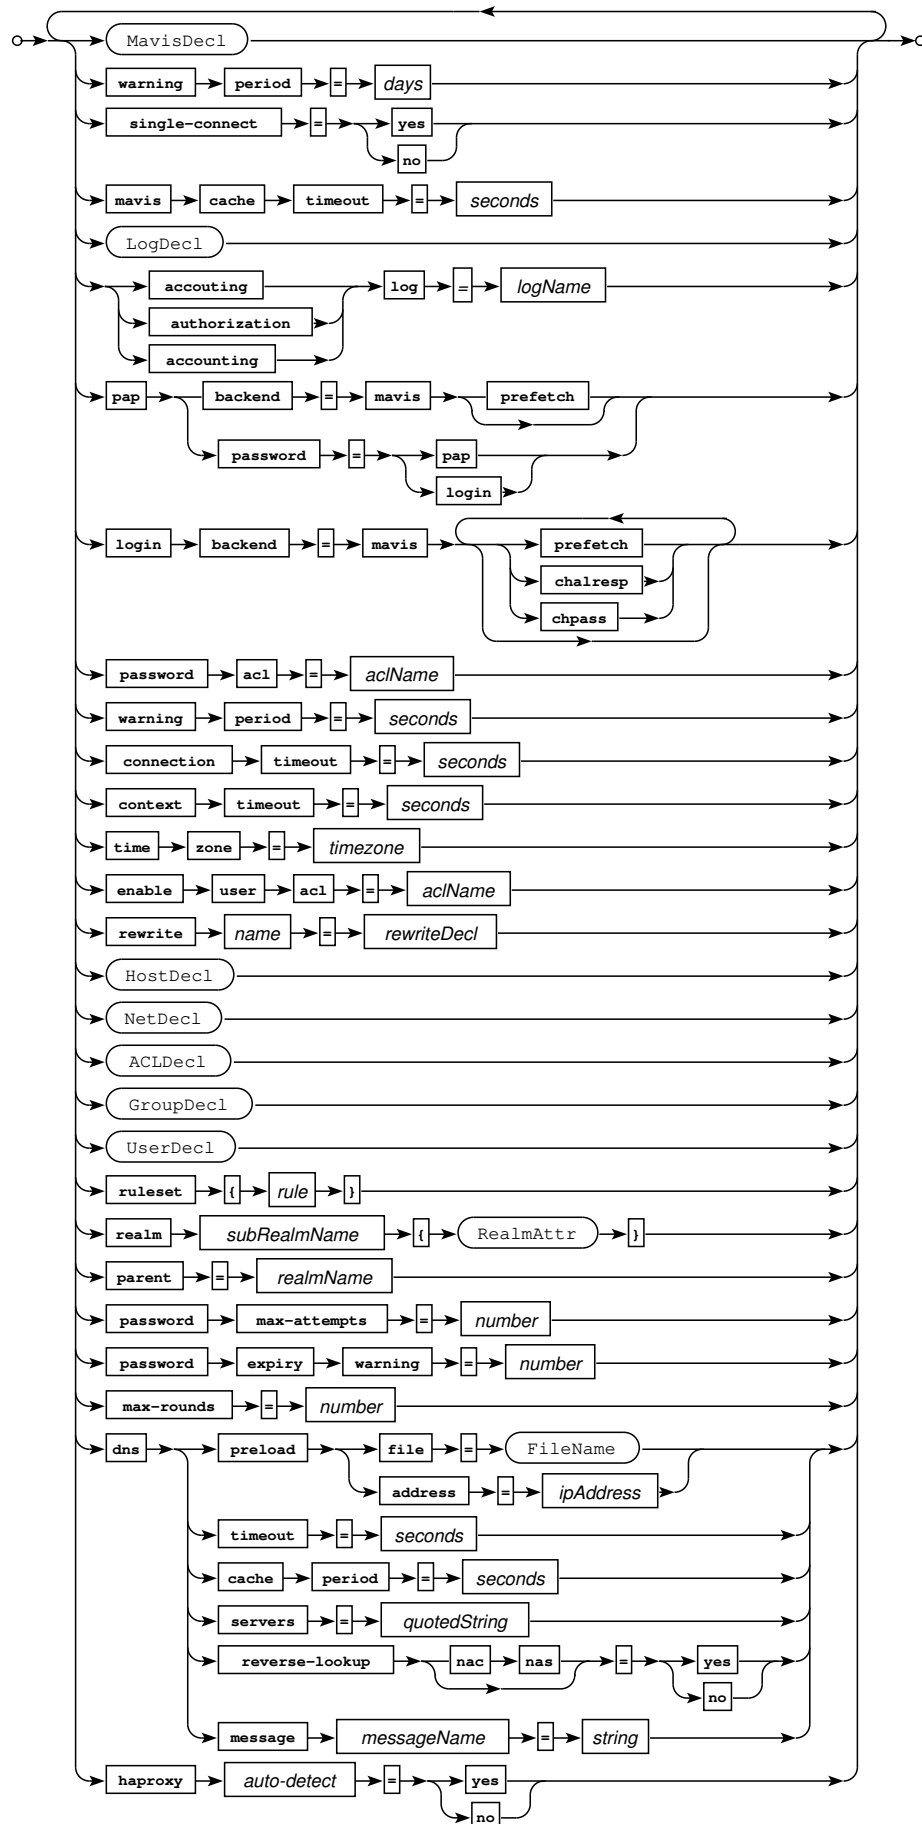 MavisDecl
warning period = days
single-connect = yes
no
mavis cache timeout = seconds
LogDecl
accouting log = logName
authorization
accounting
pap backend = mavis prefetch
password = pap
login
login backend = mavis prefetch
chalresp
chpass
password acl = aclName
warning period = seconds
connection timeout = seconds
context timeout = seconds
time zone = timezone
enable user acl = aclName
rewrite name = rewriteDecl
HostDecl
NetDecl
ACLDecl
GroupDecl
UserDecl
ruleset { rule }
realm subRealmName { RealmAttr }
parent = realmName
password max-attempts = number
password expiry warning = number
max-rounds = number
dns preload file = FileName
address = ipAddress
timeout = seconds
cache period = seconds
servers = quotedString
reverse-lookup nac nas = yes
no
message messageName = string
haproxy auto-detect = yes
no